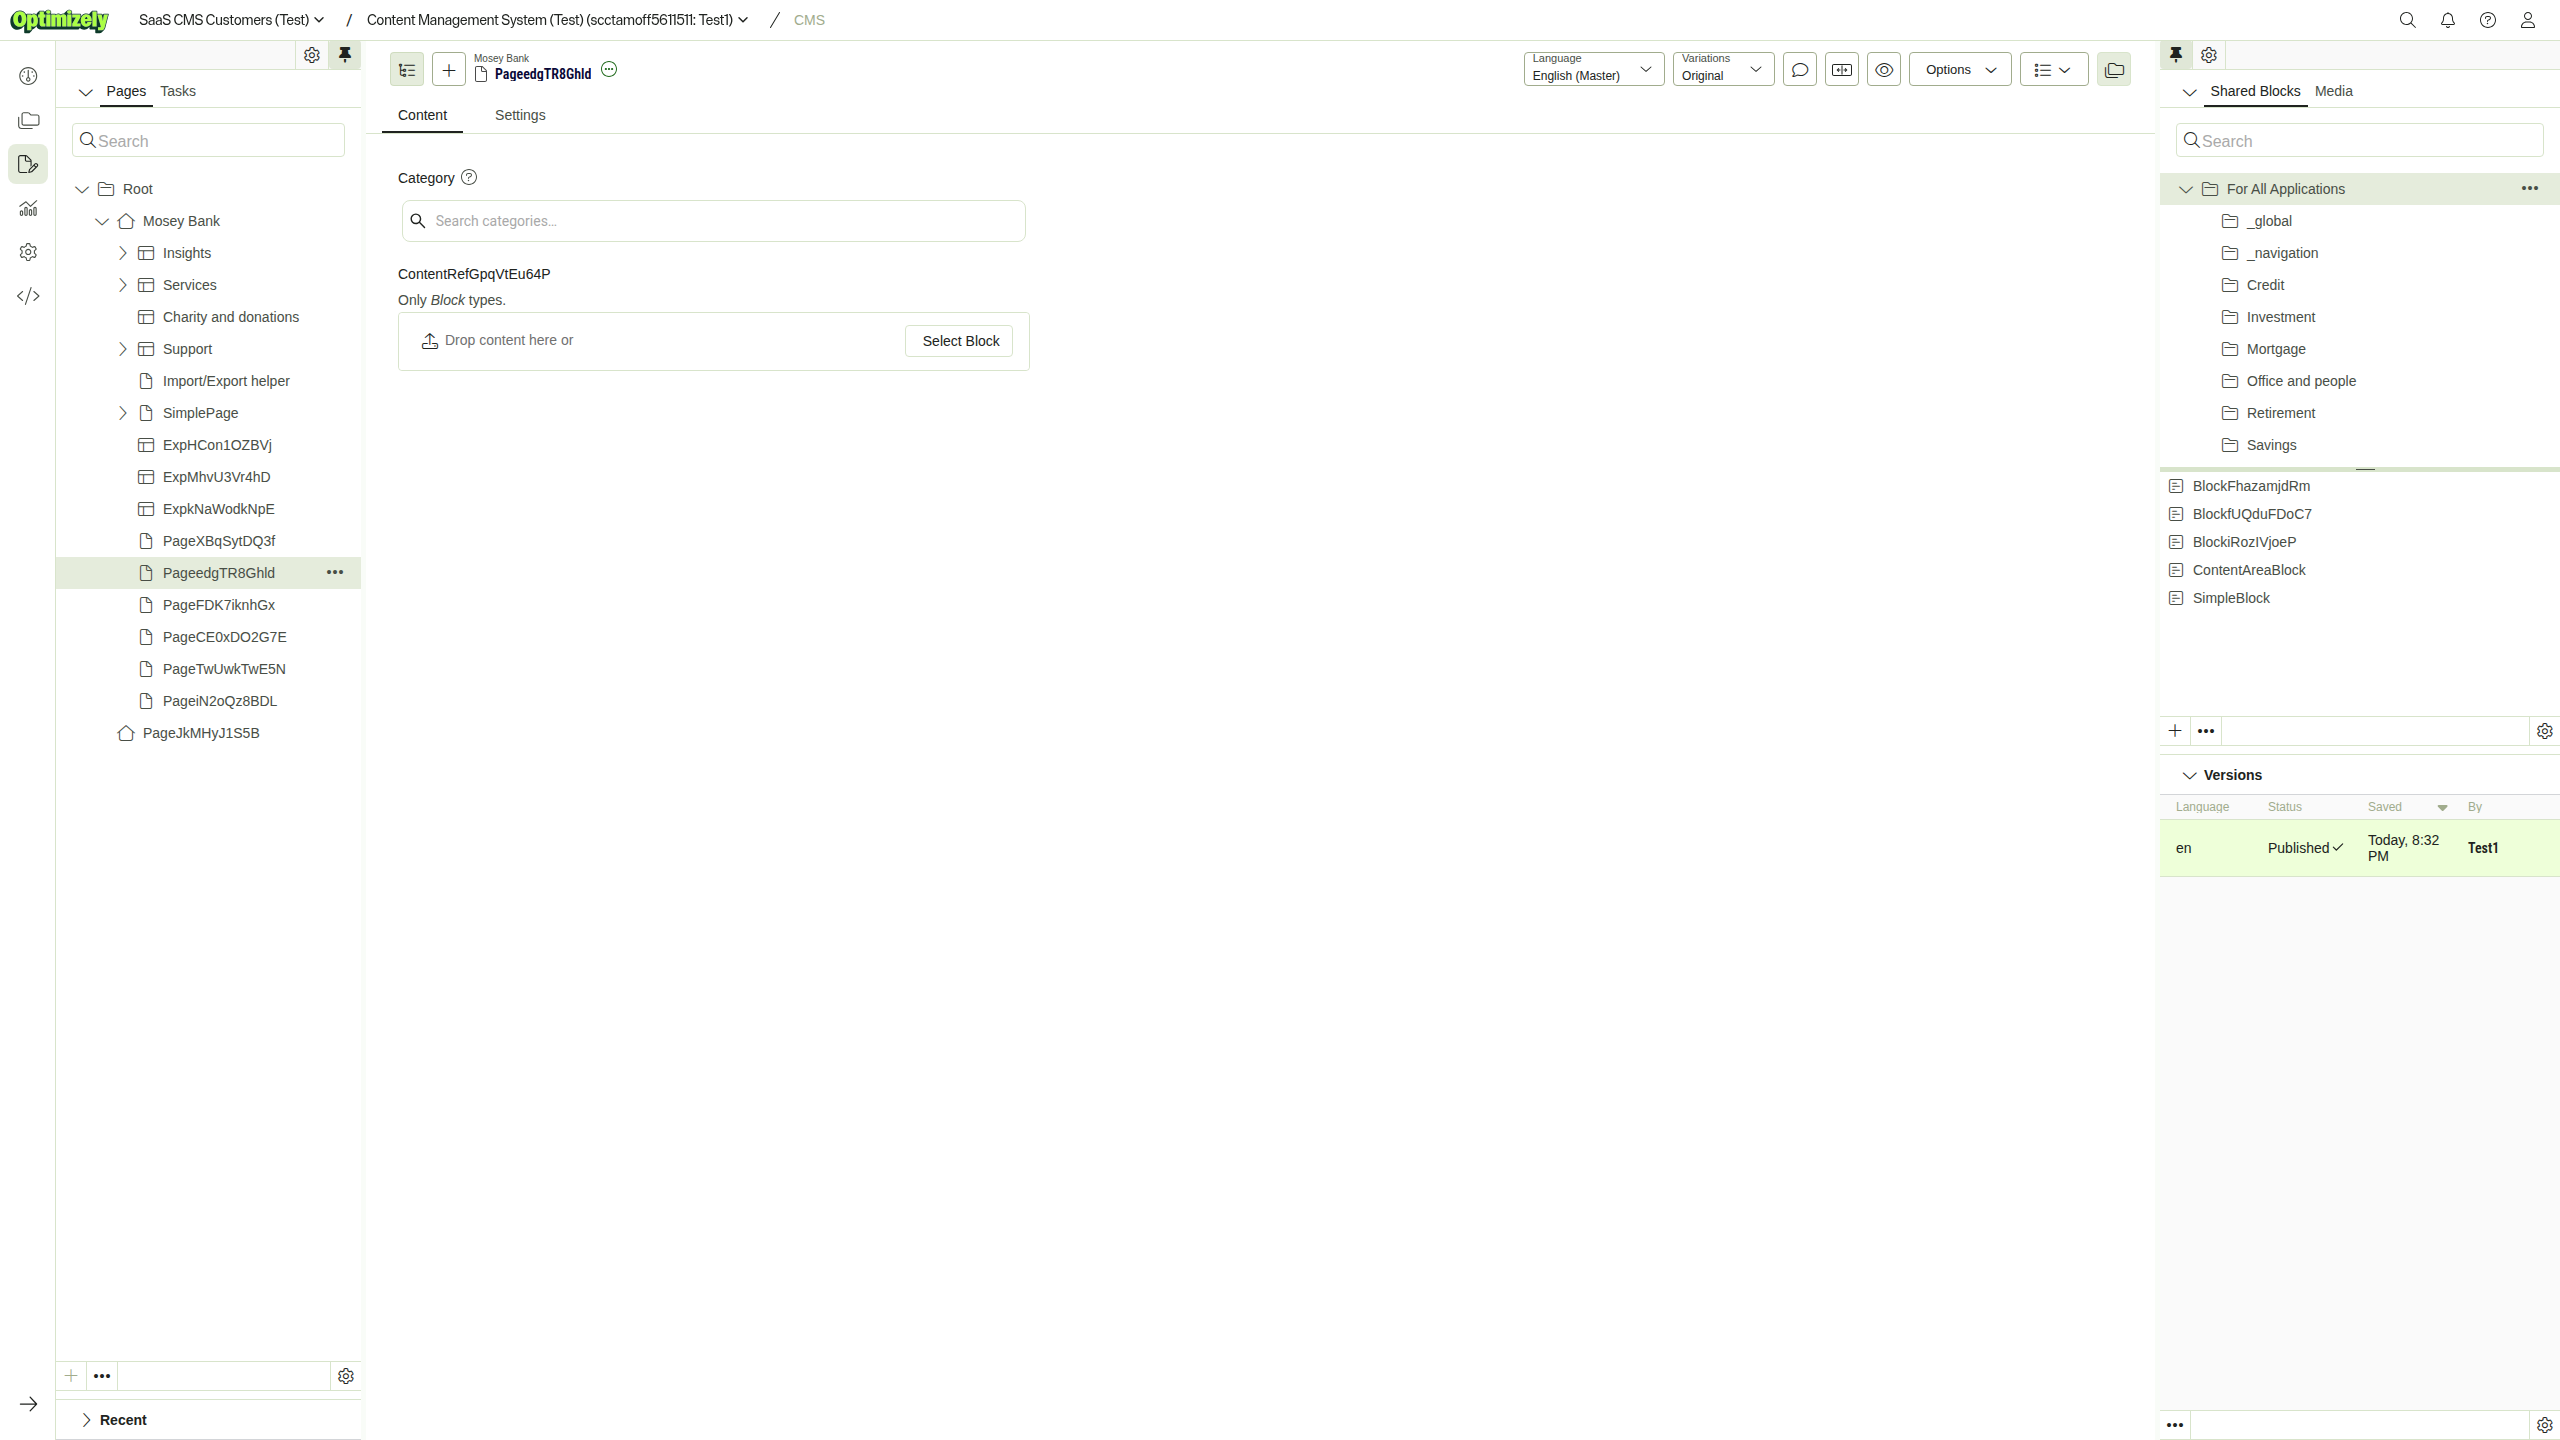 Optimizely
SaaS CMS Customers (Test) / Content Management System (Test) (scctamoff5611511: Test1) / CMS
Pages Tasks
Search
Root
Mosey Bank
Insights
Services
Charity and donations
Support
Import/Export helper
SimplePage
ExpHCon1OZBVj
ExpMhvU3Vr4hD
ExpkNaWodkNpE
PageXBqSytDQ3f
PageedgTR8Ghld
PageFDK7iknhGx
PageCE0xDO2G7E
PageTwUwkTwE5N
PageiN2oQz8BDL
PageJkMHyJ1S5B
Recent
Mosey Bank
PageedgTR8Ghld
Language
English (Master)
Variations
Original
Options
Content Settings
Category
Search categories...
ContentRefGpqVtEu64P
Only Block types.
Drop content here or Select Block
Shared Blocks Media
Search
For All Applications
_global
_navigation
Credit
Investment
Mortgage
Office and people
Retirement
Savings
BlockFhazamjdRm
BlockfUQduFDoC7
BlockiRozIVjoeP
ContentAreaBlock
SimpleBlock
Versions
Language Status Saved By
en Published Today, 8:32 PM Test1